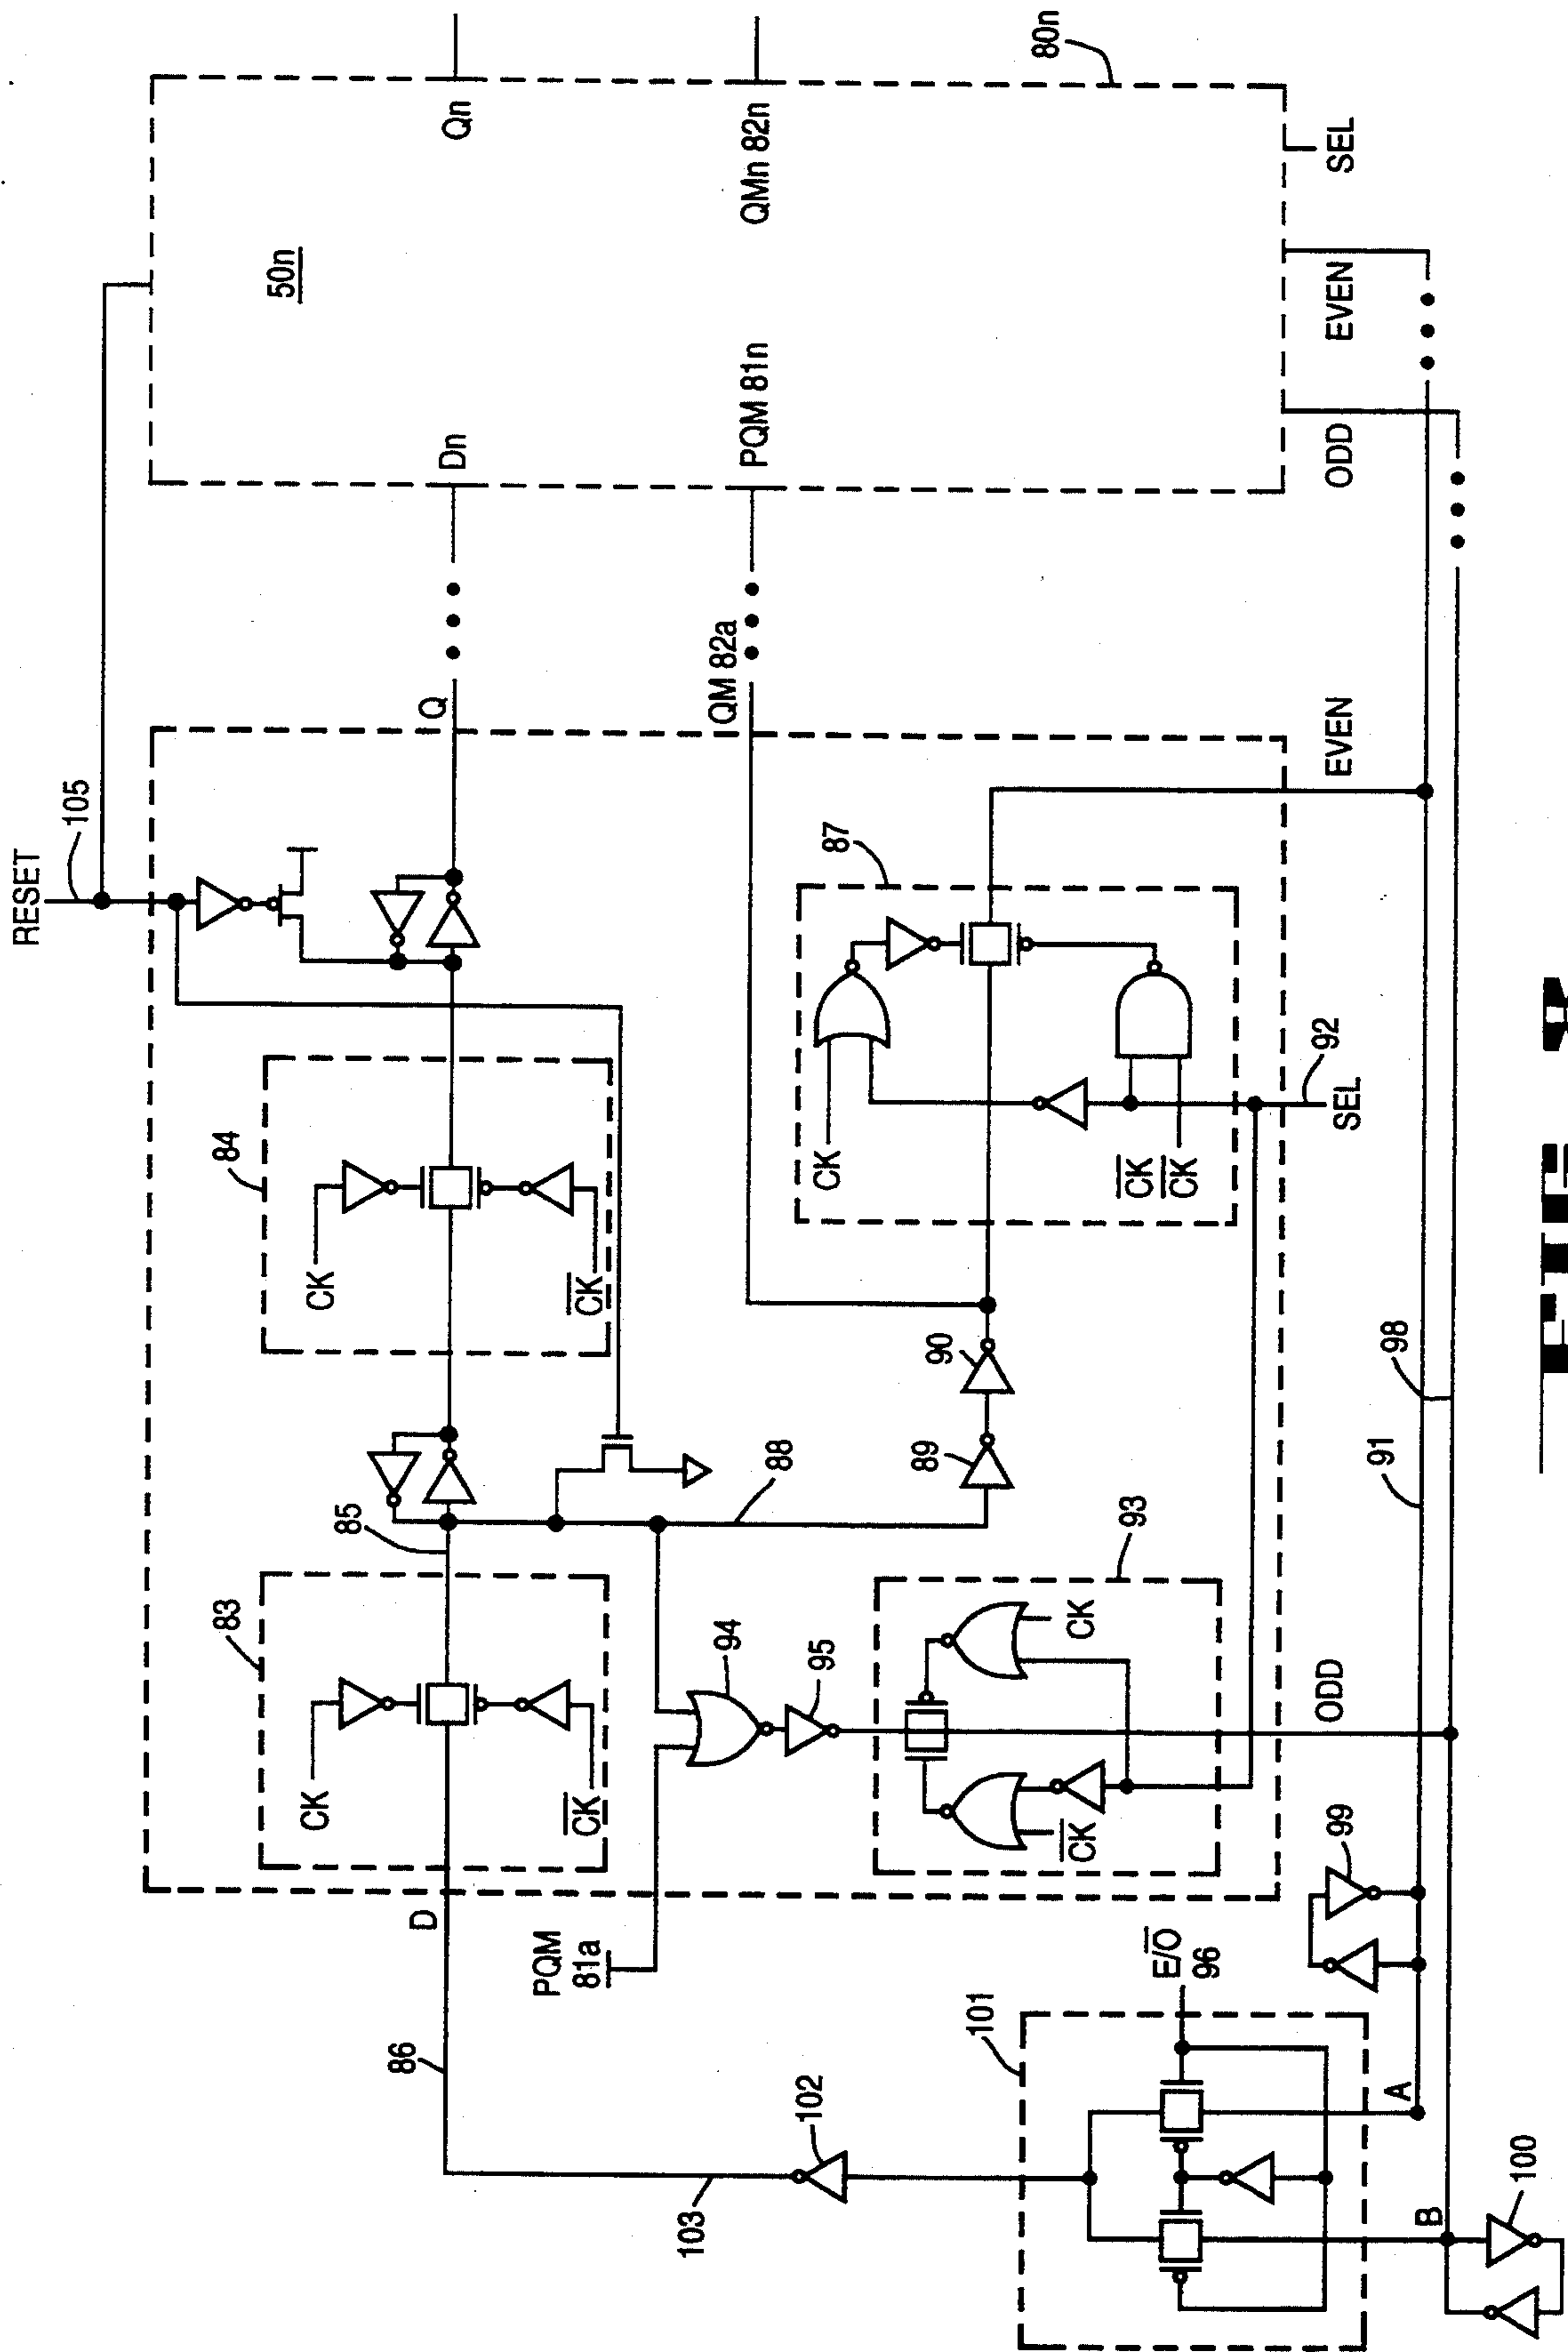 RESET
105
50n
80n
Dn
Qn
PQM 81n
QMn 82n
ODD
EVEN
SEL
Q
QM 82a
84
CK
CK
87
CK
CK
CK
SEL
92
EVEN
83
CK
CK
85
88
89
90
94
95
93
CK
CK
ODD
91
98
D
PQM
81a
86
103
102
101
E/O
96
99
A
B
100